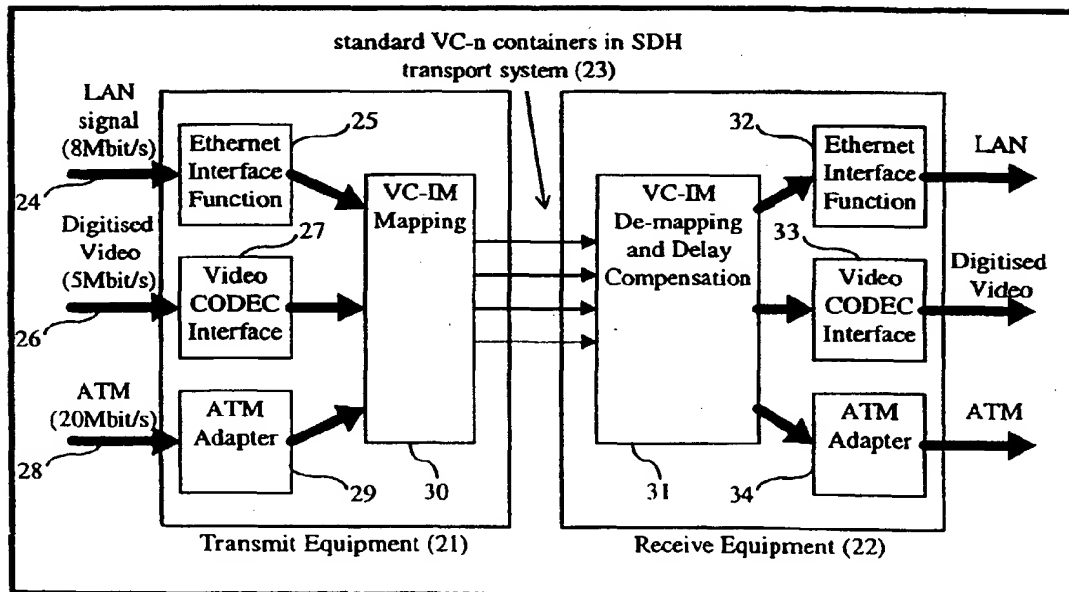 standard VC-n containers in SDH
transport system (23)
LAN
signal
(8Mbit/s)
24
25
Ethernet
Interface
Function
Digitised
Video
(5Mbit/s)
26
27
Video
CODEC
Interface
ATM
(20Mbit/s)
28
ATM
Adapter
29
VC-IM
Mapping
30
Transmit Equipment (21)
VC-IM
De-mapping
and Delay
Compensation
31
32
Ethernet
Interface
Function
LAN
33
Video
CODEC
Interface
Digitised
Video
ATM
Adapter
34
ATM
Receive Equipment (22)